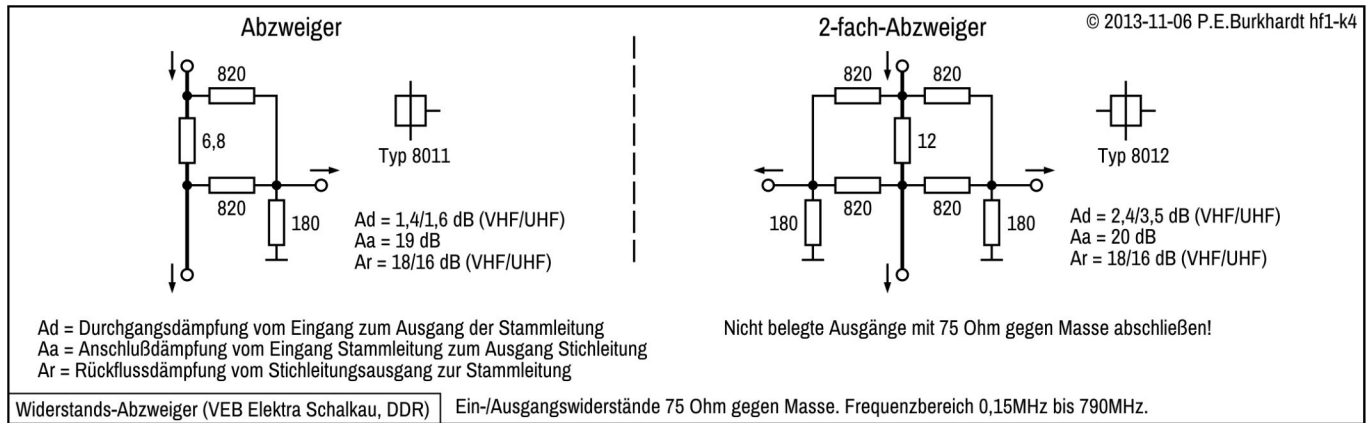 Abzweiger
2-fach-Abzweiger
© 2013-11-06 P.E.Burkhardt hf1-k4
820
6,8
820
180
Typ 8011
Ad = 1,4/1,6 dB (VHF/UHF)
Aa = 19 dB
Ar = 18/16 dB (VHF/UHF)
820
820
12
820
820
180
180
Typ 8012
Ad = 2,4/3,5 dB (VHF/UHF)
Aa = 20 dB
Ar = 18/16 dB (VHF/UHF)
Ad = Durchgangsdämpfung vom Eingang zum Ausgang der Stammleitung
Aa = Anschlußdämpfung vom Eingang Stammleitung zum Ausgang Stichleitung
Ar = Rückflussdämpfung vom Stichleitungsausgang zur Stammleitung
Nicht belegte Ausgänge mit 75 Ohm gegen Masse abschließen!
Widerstands-Abzweiger (VEB Elektra Schalkau, DDR)
Ein-/Ausgangswiderstände 75 Ohm gegen Masse. Frequenzbereich 0,15MHz bis 790MHz.